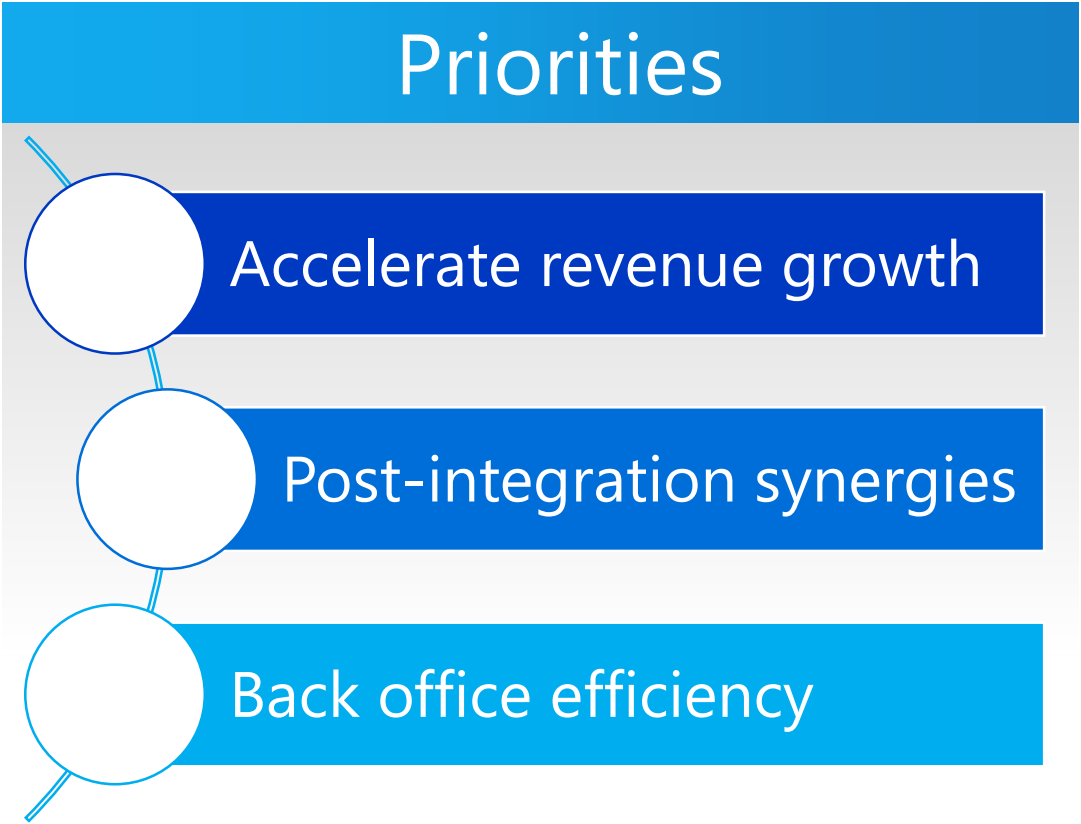 Priorities
Accelerate revenue growth
Post-integration synergies
Back office efficiency